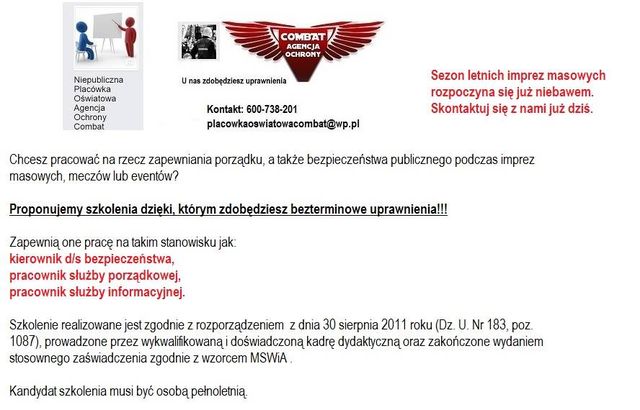 Niepubliczna
Placówka
Oświatowa
Agencja
Ochrony
Combat
U nas zdobędziesz uprawnienia
COMBAT
AGENCJA
OCHRONY
Kontakt: 600-738-201
placowkaoswiatowacombat@wp.pl
Sezon letnich imprez masowych
rozpoczyna się już niebawem.
Skontaktuj się z nami już dziś.
Chcesz pracować na rzecz zapewniania porządku, a także bezpieczeństwa publicznego podczas imprez
masowych, meczów lub eventów?
Proponujemy szkolenia dzięki, którym zdobędziesz bezterminowe uprawnienia!!!
Zapewnią one pracę na takim stanowisku jak:
kierownik d/s bezpieczeństwa,
pracownik służby porządkowej,
pracownik służby informacyjnej.
Szkolenie realizowane jest zgodnie z rozporządzeniem z dnia 30 sierpnia 2011 roku (Dz. U. Nr 183, poz.
1087), prowadzone przez wykwalifikowaną i doświadczoną kadrę dydaktyczną oraz zakończone wydaniem
stosownego zaświadczenia zgodnie z wzorcem MSWiA .
Kandydat szkolenia musi być osobą pełnoletnią.